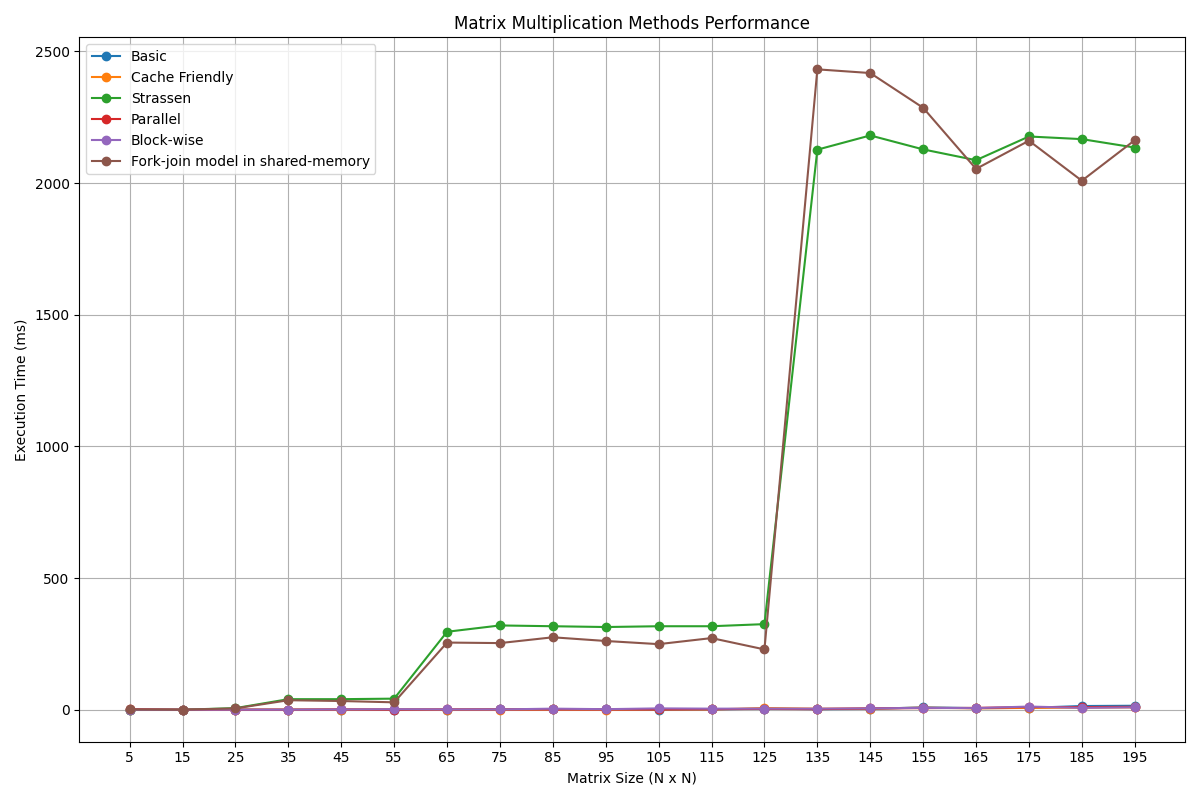 Matrix Multiplication Methods Performance
Basic
Cache Friendly
Strassen
Parallel
Block-wise
Fork-join model in shared-memory
Execution Time (ms)
2500
2000
1500
1000
500
0
5 15 25 35 45 55 65 75 85 95 105 115 125 135 145 155 165 175 185 195
Matrix Size (N x N)